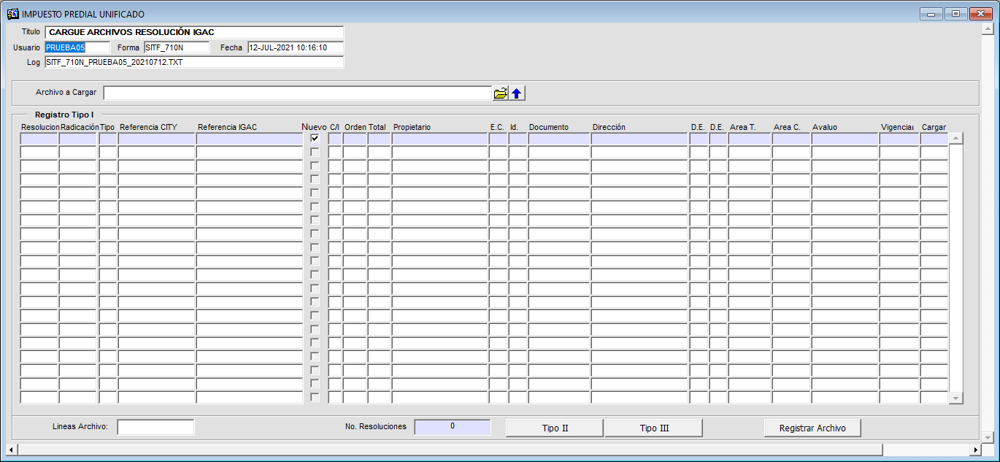 IMPUESTO PREDIAL UNIFICADO
Titulo CARGUE ARCHIVOS RESOLUCIÓN IGAC
Usuario PRUEBA05 Forma SITF_710N Fecha 12-JUL-2021 10:16:10
Log SITF_710N_PRUEBA05_20210712.TXT
Archivo a Cargar
Registro Tipo I
Resolucion Radicación Tipo Referencia CITY Referencia IGAC Nuevo C/I Orden Total Propietario E.C. Id. Documento Dirección D.E. D.E. Area T. Area C. Avaluo Vigencia Cargar
Lineas Archivo: No. Resoluciones 0 Tipo II Tipo III Registrar Archivo